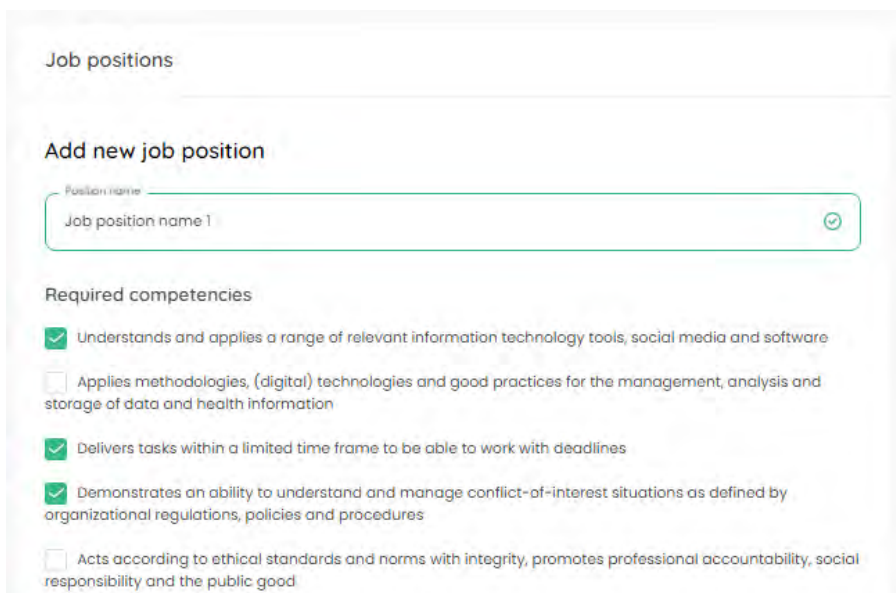 Job positions
Add new job position
Position name
Job position name 1
Required competencies
Understands and applies a range of relevant information technology tools, social media and software
Applies methodologies, (digital) technologies and good practices for the management, analysis and
storage of data and health information
Delivers tasks within a limited time frame to be able to work with deadlines
Demonstrates an ability to understand and manage conflict-of-interest situations as defined by
organizational regulations, policies and procedures
Acts according to ethical standards and norms with integrity, promotes professional accountability, social
responsibility and the public good